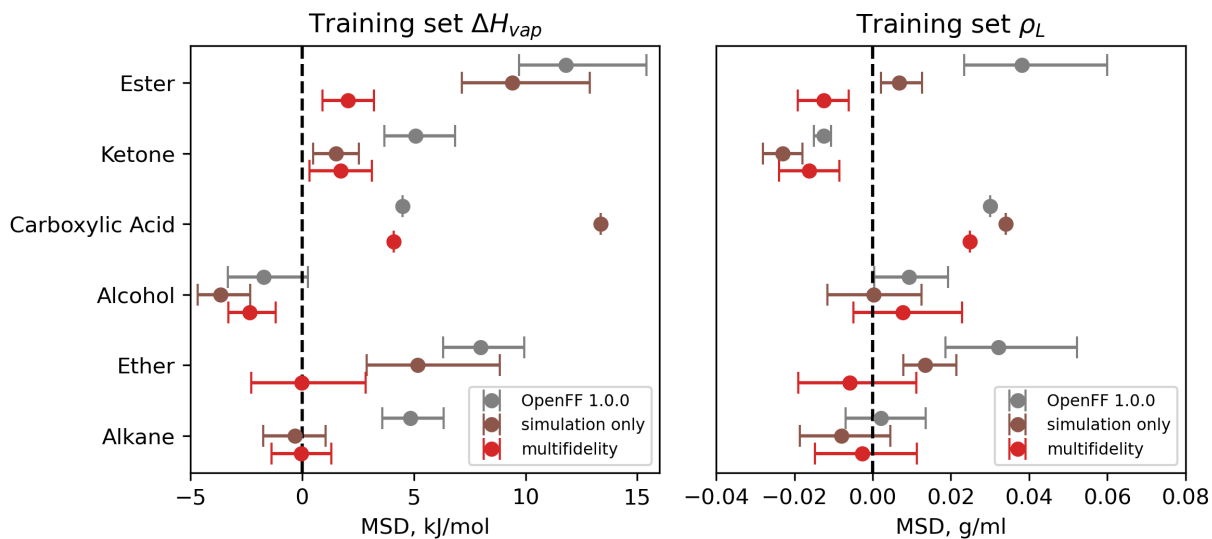 Training set ΔH_vap
Ester
Ketone
Carboxylic Acid
Alcohol
Ether
Alkane
OpenFF 1.0.0
simulation only
multifidelity
−5 0 5 10 15
MSD, kJ/mol
Training set ρ_L
OpenFF 1.0.0
simulation only
multifidelity
−0.04 −0.02 0.00 0.02 0.04 0.06 0.08
MSD, g/ml